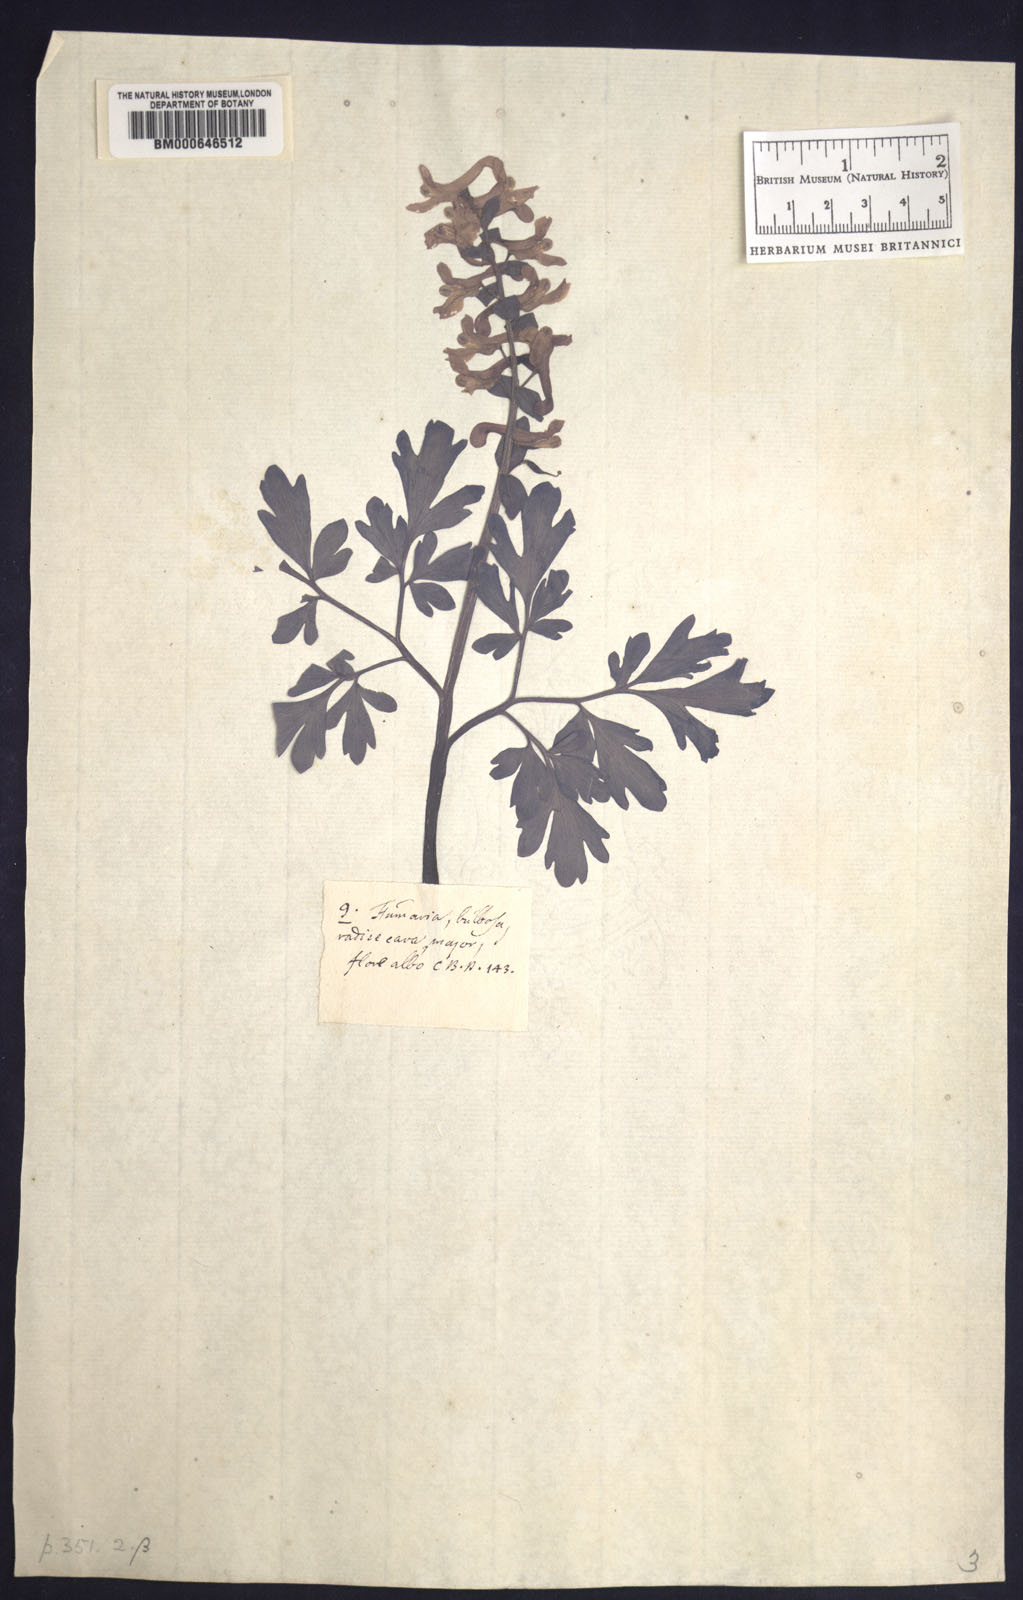 THE NATURAL HISTORY MUSEUM, LONDON
DEPARTMENT OF BOTANY
BM000646512
1 2
BRITISH MUSEUM (NATURAL HISTORY)
1 2 3 4 5
HERBARIUM MUSEI BRITANNICI
9. Fumaria, bulbosa,
radice cava, major,
flore albo C.B.P. 143.
p. 351. 2. β
3